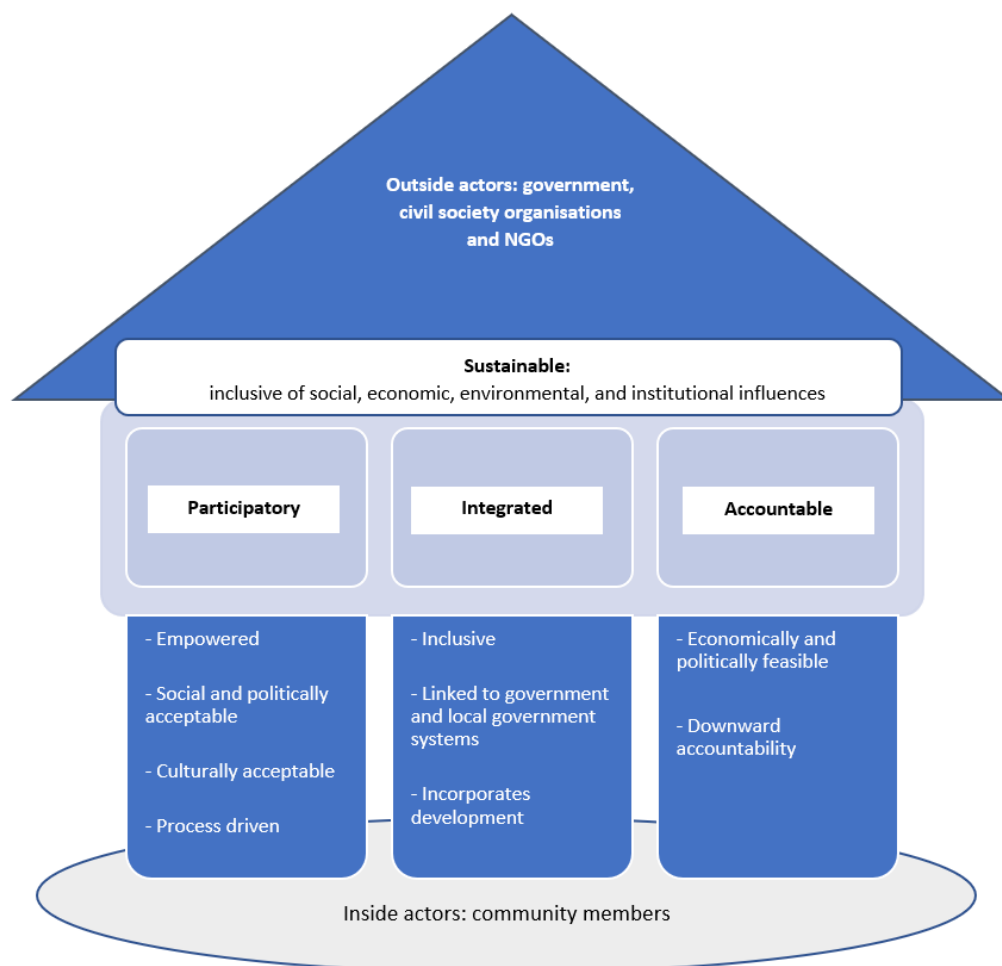 Outside actors: government,
civil society organisations
and NGOs
Sustainable:
inclusive of social, economic, environmental, and institutional influences
Participatory
Integrated
Accountable
- Empowered
- Social and politically
acceptable
- Culturally acceptable
- Process driven
- Inclusive
- Linked to government
and local government
systems
- Incorporates
development
- Economically and
politically feasible
- Downward
accountability
Inside actors: community members